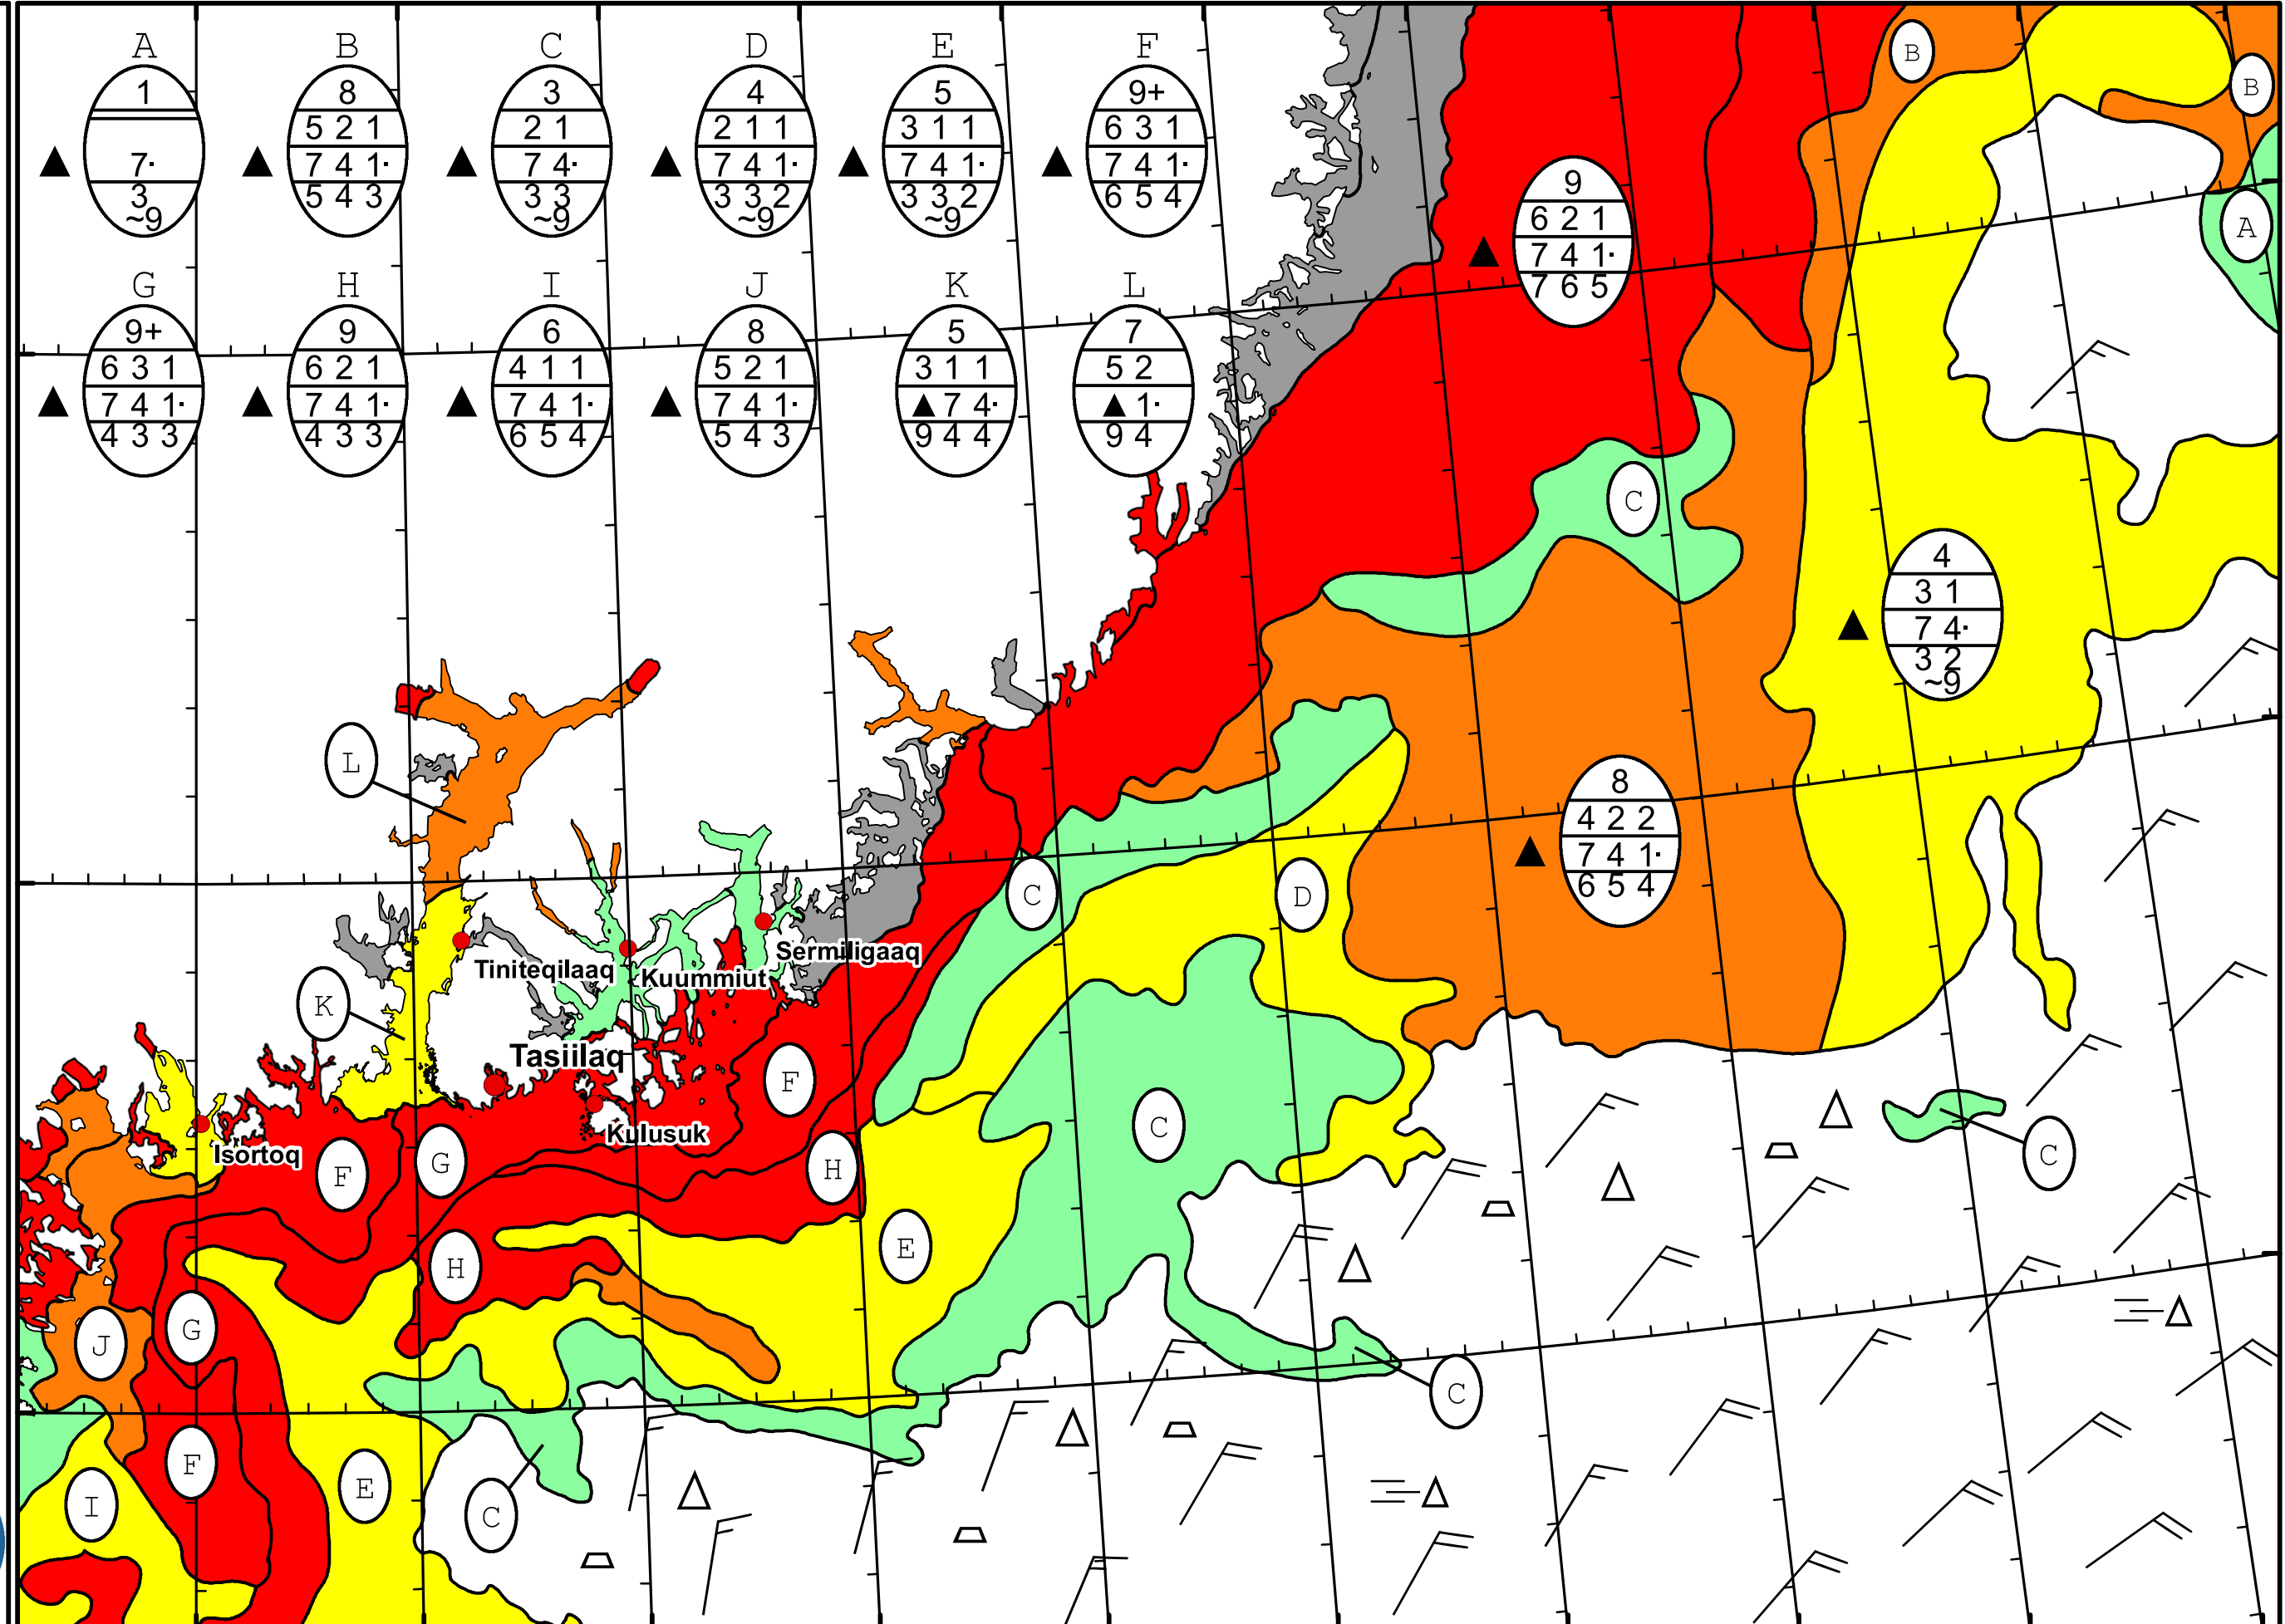 A B C D E F
1
7·
3
~9
8
5 2 1
7 4 1·
5 4 3
3
2 1
7 4·
3 3
~9
4
2 1 1
7 4 1·
3 3 2
~9
5
3 1 1
7 4 1·
3 3 2
~9
9+
6 3 1
7 4 1·
6 5 4
G H I J K L
9+
6 3 1
7 4 1·
4 3 3
9
6 2 1
7 4 1·
4 3 3
6
4 1 1
7 4 1·
6 5 4
8
5 2 1
7 4 1·
5 4 3
5
3 1 1
▲ 7 4·
9 4 4
7
5 2
▲ 1·
9 4
B
B
9
6 2 1
7 4 1·
7 6 5
A
C
4
3 1
7 4·
3 2
~9
L
8
4 2 2
7 4 1·
6 5 4
C
D
Sermiligaaq
Tiniteqilaaq
Kuummiut
K
Tasiilaq
F
C
Kulusuk
Isortoq
C
F
G
H
E
H
G
J
C
F
E
I
C